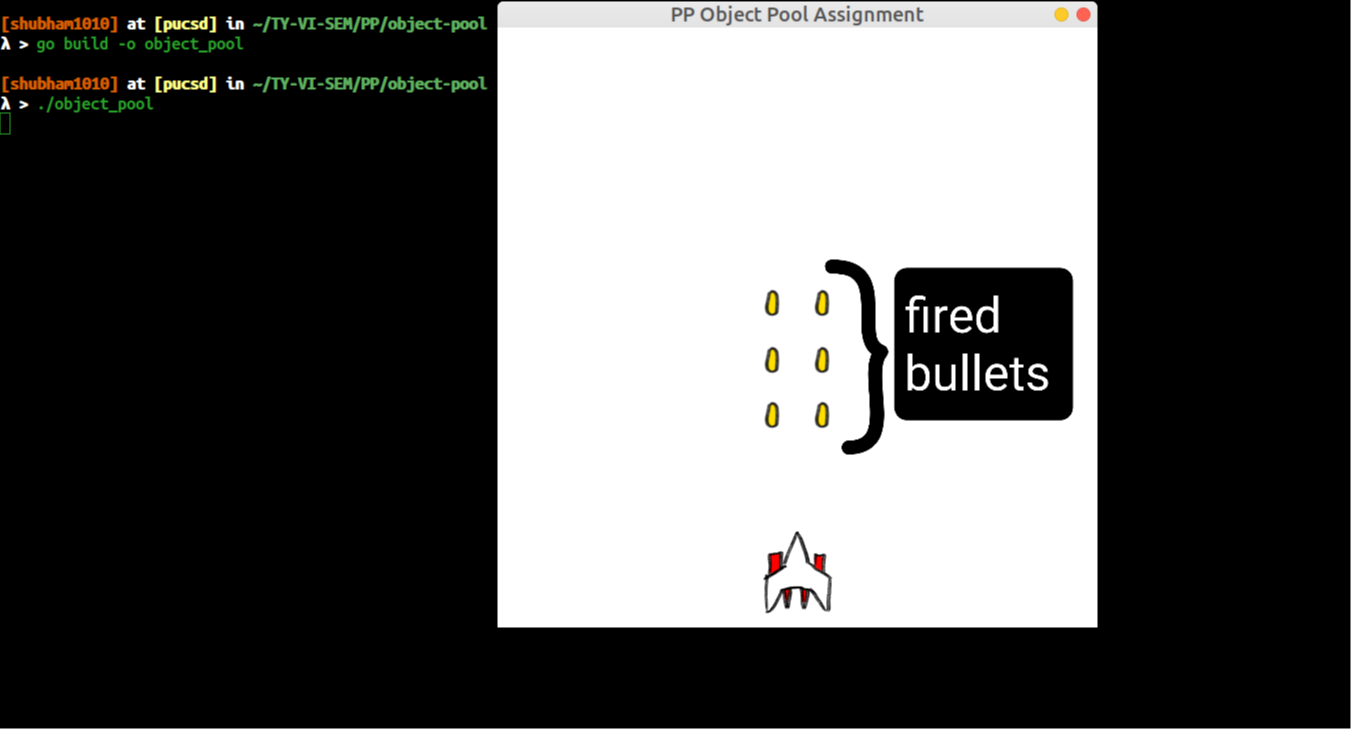 [shubham1010] at [pucsd] in ~/TY-VI-SEM/PP/object-pool
λ > go build -o object_pool
[shubham1010] at [pucsd] in ~/TY-VI-SEM/PP/object-pool
λ > ./object_pool
PP Object Pool Assignment
fired
bullets